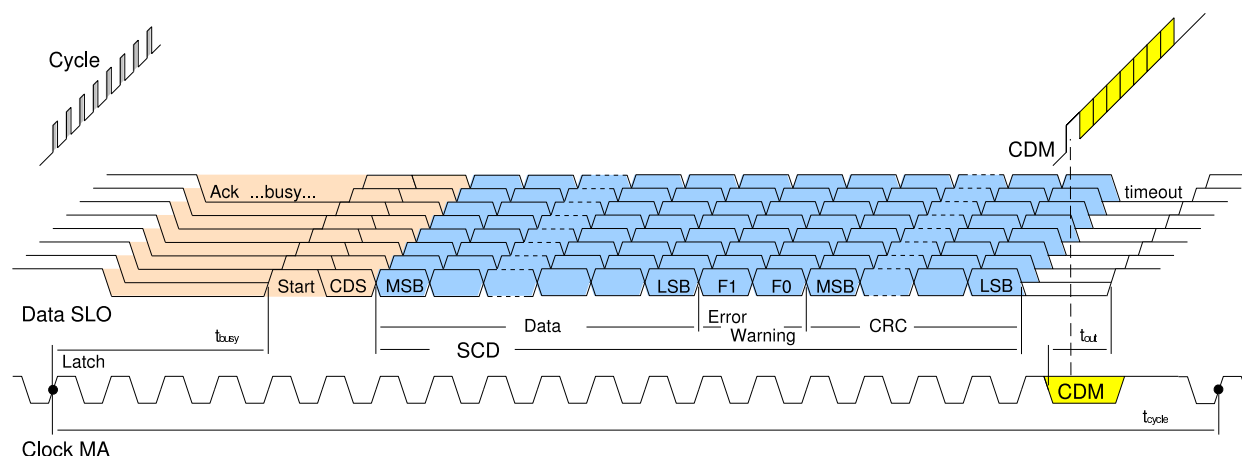 Cycle
CDM
Ack ...busy...
timeout
Start CDS MSB LSB F1 F0 MSB LSB
Data SLO
tbusy
Data
Error
Warning
CRC
tout
SCD
Latch
CDM
tcycle
Clock MA